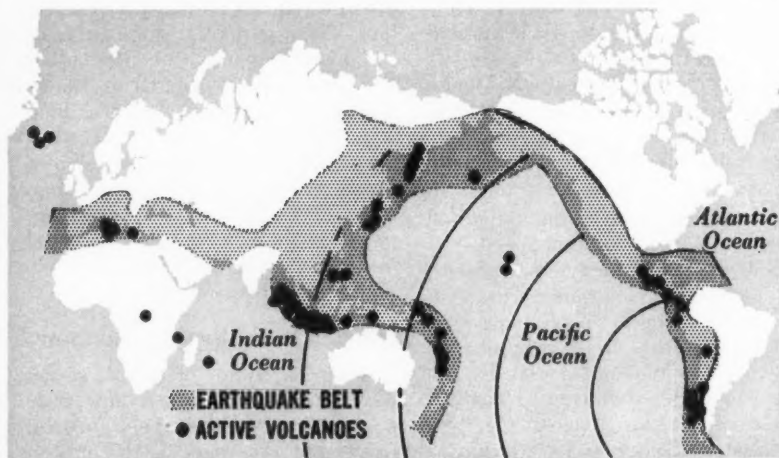 Atlantic
Ocean
Indian
Ocean
Pacific
Ocean
EARTHQUAKE BELT
ACTIVE VOLCANOES